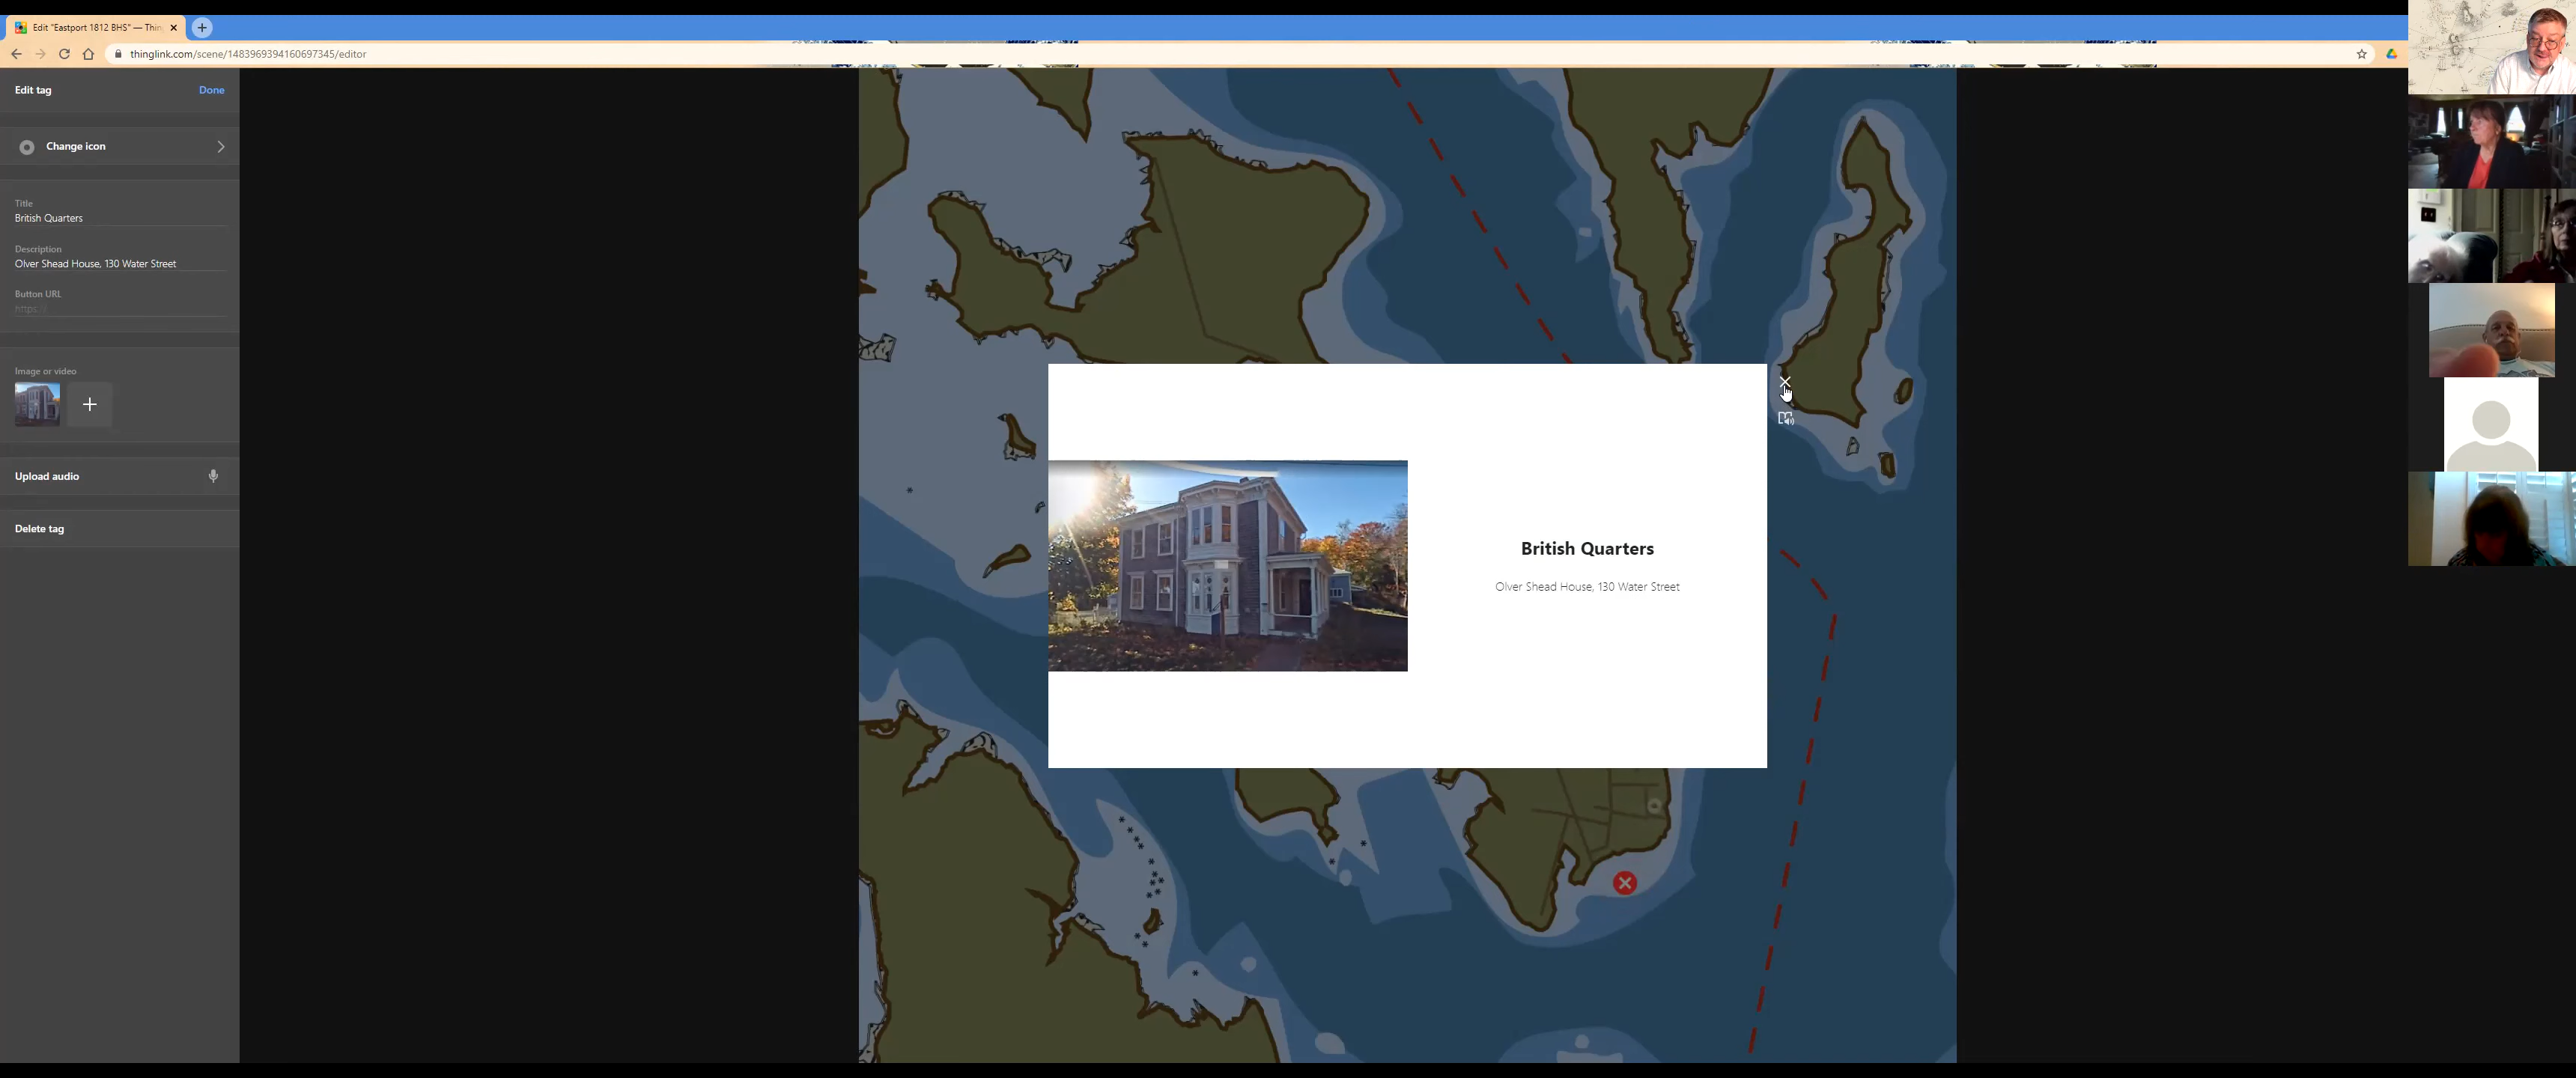 Edit "Eastport 1812 BHS" — Thin
thinglink.com/scene/1483969394160697345/editor
Edit tag
Done
Change icon
Title
British Quarters
Description
Olver Shead House, 130 Water Street
Button URL
https://
Image or video
Upload audio
Delete tag
British Quarters
Olver Shead House, 130 Water Street